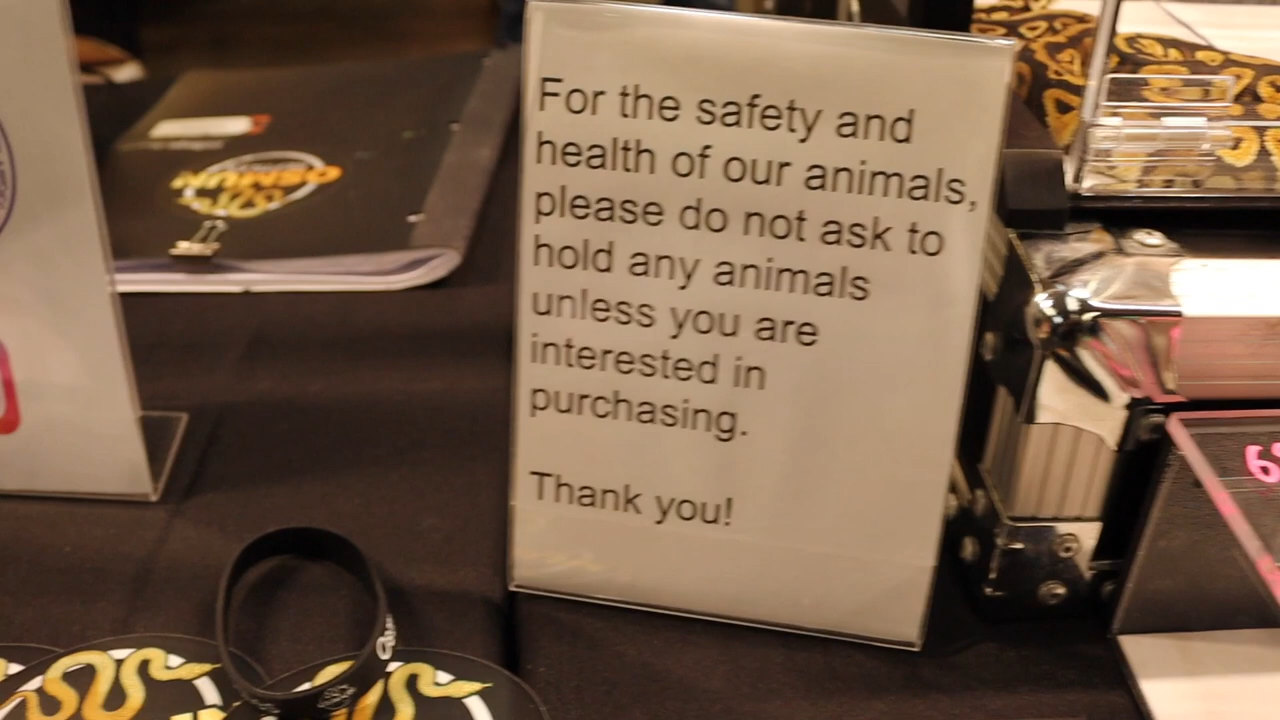 For the safety and
health of our animals,
please do not ask to
hold any animals
unless you are
interested in
purchasing.
Thank you!